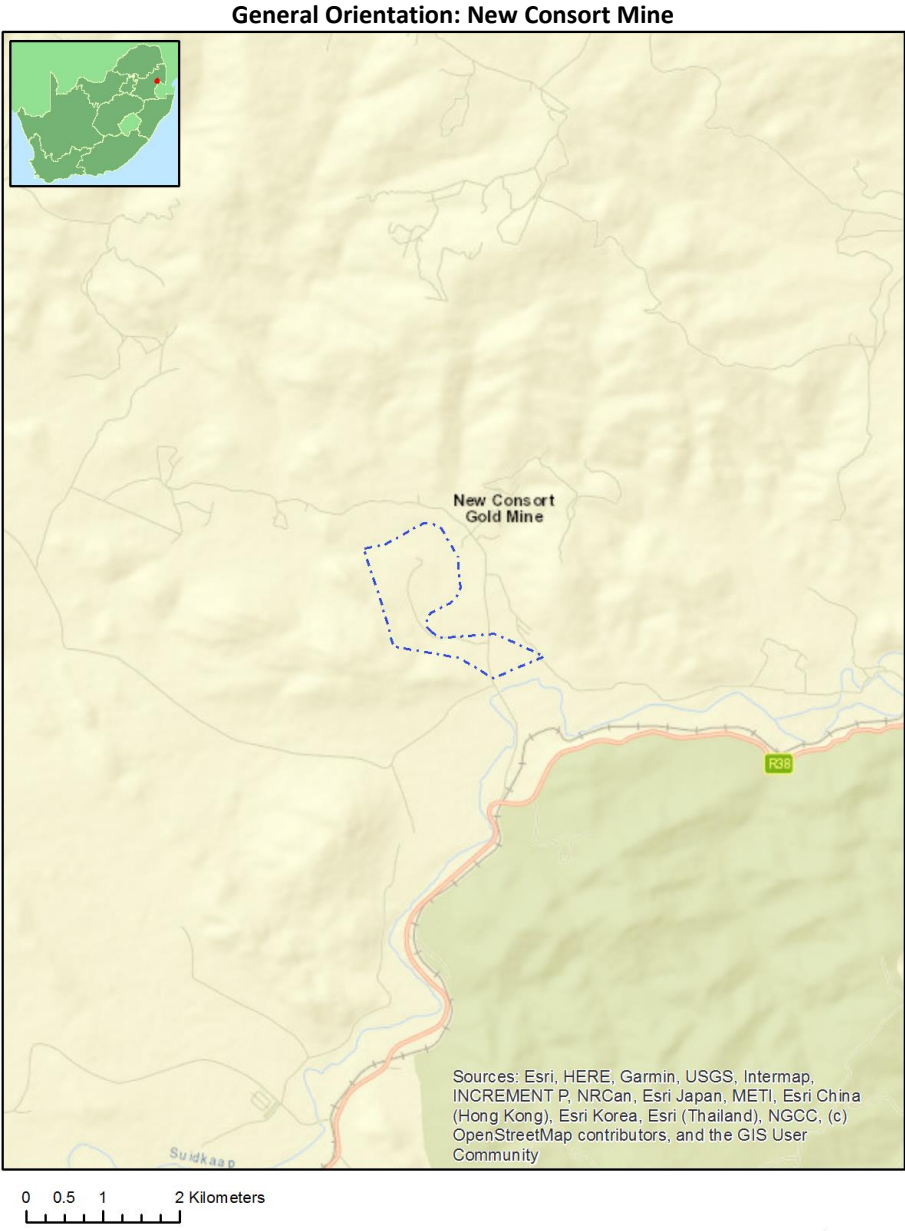 General Orientation: New Consort Mine
New Consort
Gold Mine
R38
Sources: Esri, HERE, Garmin, USGS, Intermap,
INCREMENT P, NRCan, Esri Japan, METI, Esri China
(Hong Kong), Esri Korea, Esri (Thailand), NGCC, (c)
OpenStreetMap contributors, and the GIS User
Community
Suidkaap
0 0.5 1 2 Kilometers